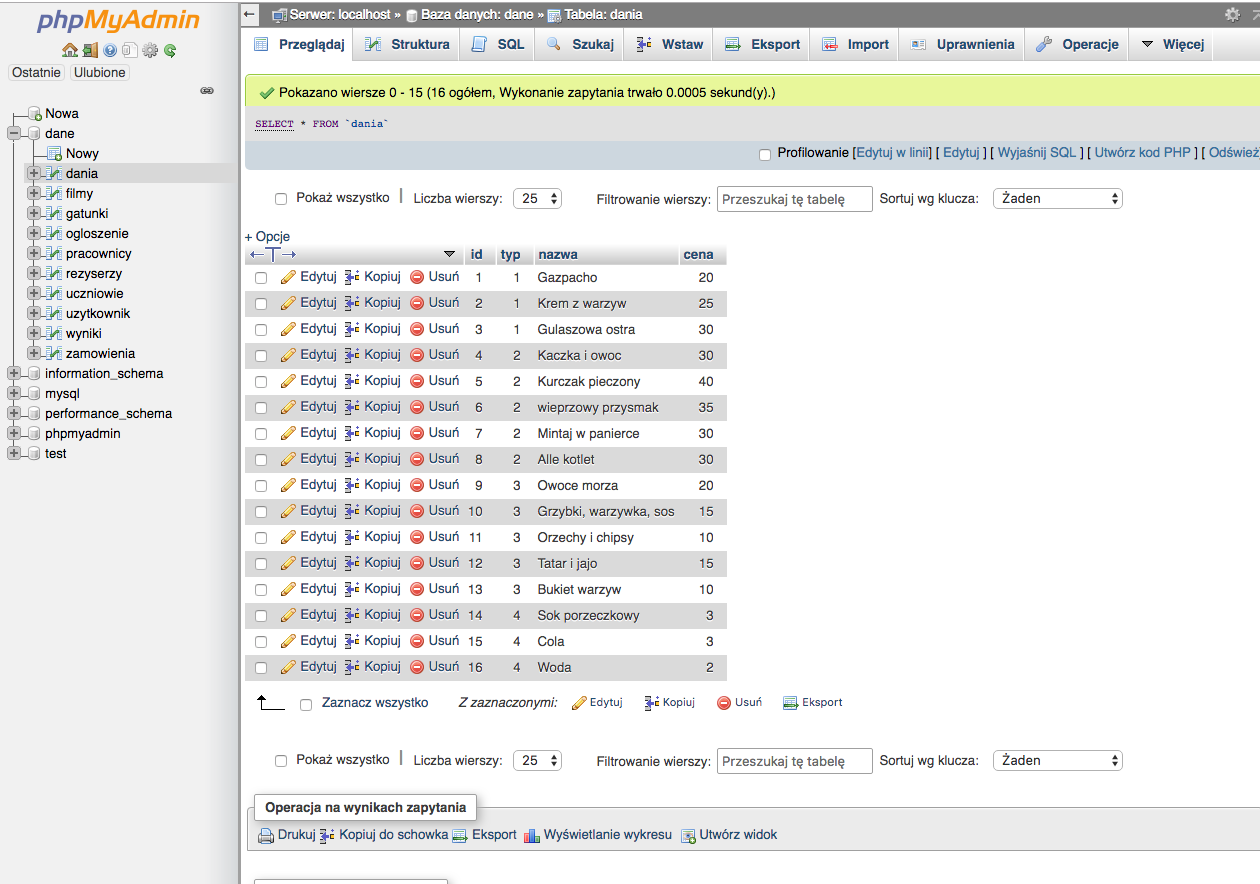 phpMyAdmin
Ostatnie Ulubione
Nowa
dane
Nowy
dania
filmy
gatunki
ogloszenie
pracownicy
rezyserzy
uczniowie
uzytkownik
wyniki
zamowienia
information_schema
mysql
performance_schema
phpmyadmin
test
Serwer: localhost » Baza danych: dane » Tabela: dania
Przeglądaj Struktura SQL Szukaj Wstaw Eksport Import Uprawnienia Operacje Więcej
Pokazano wiersze 0 - 15 (16 ogółem, Wykonanie zapytania trwało 0.0005 sekund(y).)
SELECT * FROM `dania`
Profilowanie [Edytuj w linii] [ Edytuj ] [ Wyjaśnij SQL ] [ Utwórz kod PHP ] [ Odśwież
Pokaż wszystko | Liczba wierszy: 25 Filtrowanie wierszy: Przeszukaj tę tabelę Sortuj wg klucza: Żaden
+ Opcje
←T→ id typ nazwa cena
Edytuj Kopiuj Usuń 1 1 Gazpacho 20
Edytuj Kopiuj Usuń 2 1 Krem z warzyw 25
Edytuj Kopiuj Usuń 3 1 Gulaszowa ostra 30
Edytuj Kopiuj Usuń 4 2 Kaczka i owoc 30
Edytuj Kopiuj Usuń 5 2 Kurczak pieczony 40
Edytuj Kopiuj Usuń 6 2 wieprzowy przysmak 35
Edytuj Kopiuj Usuń 7 2 Mintaj w panierce 30
Edytuj Kopiuj Usuń 8 2 Alle kotlet 30
Edytuj Kopiuj Usuń 9 3 Owoce morza 20
Edytuj Kopiuj Usuń 10 3 Grzybki, warzywka, sos 15
Edytuj Kopiuj Usuń 11 3 Orzechy i chipsy 10
Edytuj Kopiuj Usuń 12 3 Tatar i jajo 15
Edytuj Kopiuj Usuń 13 3 Bukiet warzyw 10
Edytuj Kopiuj Usuń 14 4 Sok porzeczkowy 3
Edytuj Kopiuj Usuń 15 4 Cola 3
Edytuj Kopiuj Usuń 16 4 Woda 2
Zaznacz wszystko Z zaznaczonymi: Edytuj Kopiuj Usuń Eksport
Pokaż wszystko | Liczba wierszy: 25 Filtrowanie wierszy: Przeszukaj tę tabelę Sortuj wg klucza: Żaden
Operacja na wynikach zapytania
Drukuj Kopiuj do schowka Eksport Wyświetlanie wykresu Utwórz widok